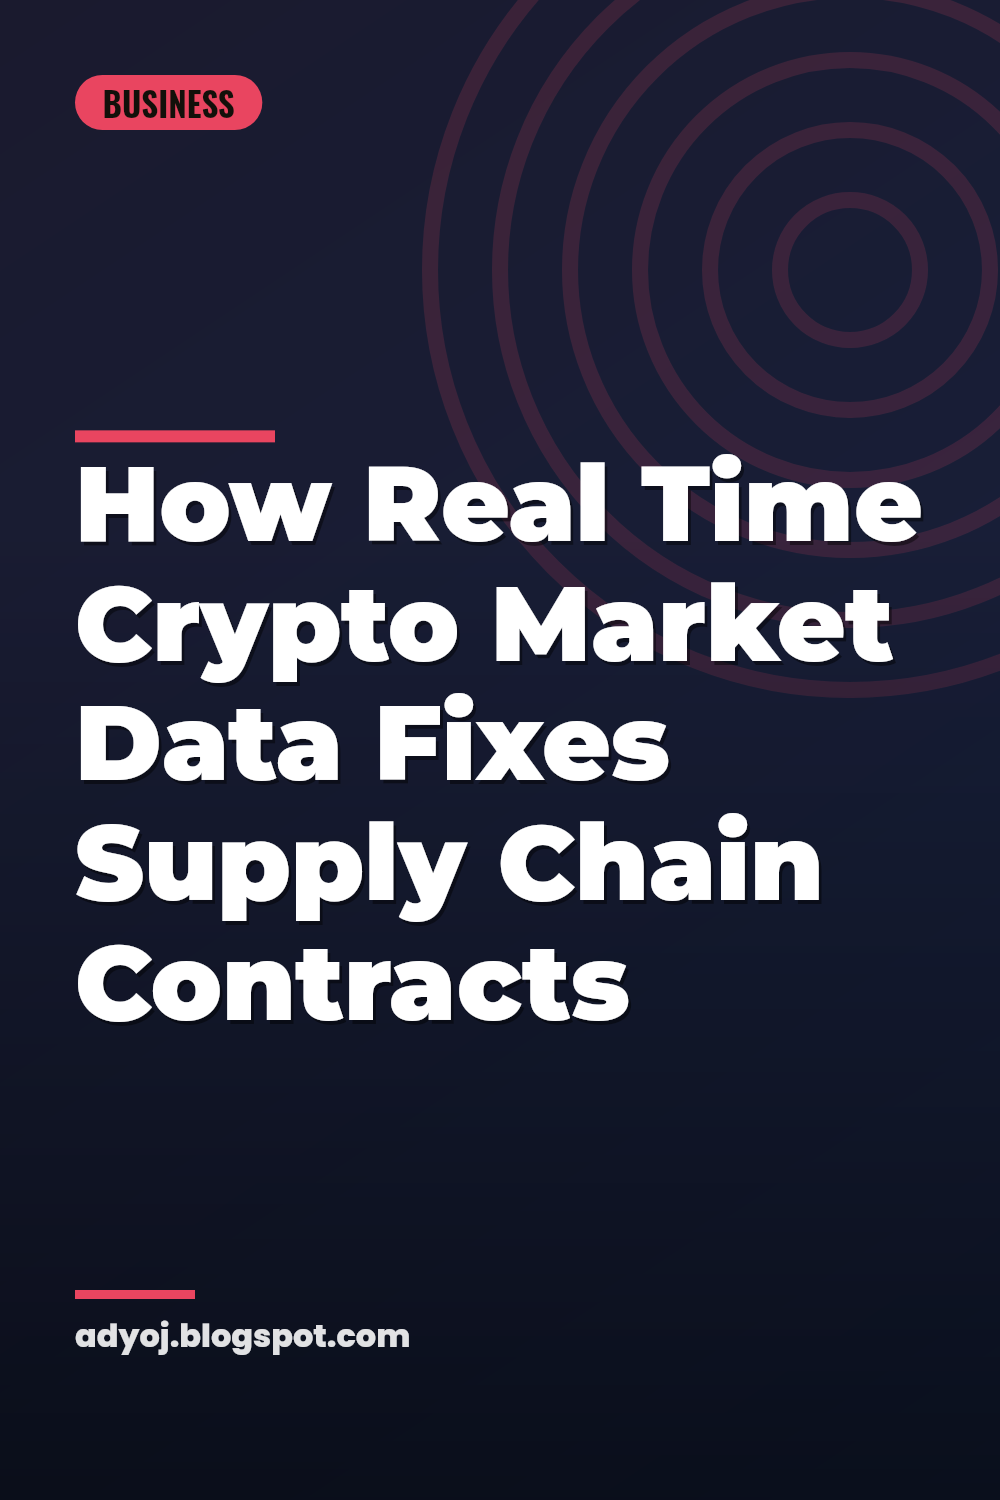 BUSINESS
How Real Time
Crypto Market
Data Fixes
Supply Chain
Contracts
adyoj.blogspot.com